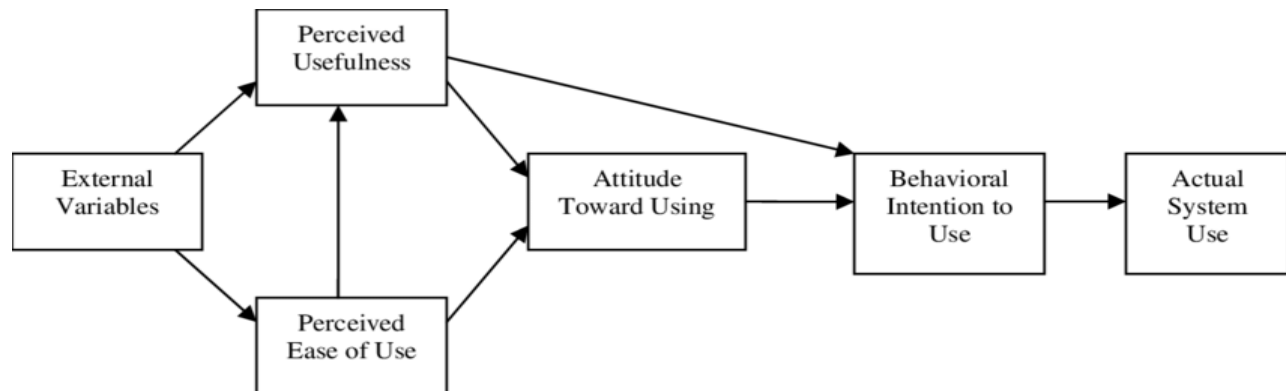 Perceived
Usefulness
External
Variables
Attitude
Toward Using
Behavioral
Intention to
Use
Actual
System
Use
Perceived
Ease of Use